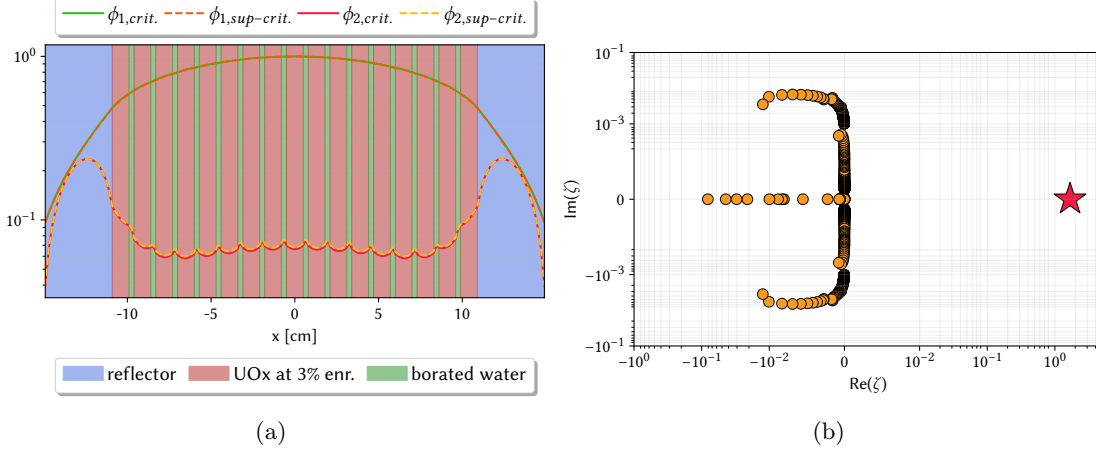 ϕ1,crit. ϕ1,sup−crit. ϕ2,crit. ϕ2,sup−crit.
10^0
10^−1
-10 -5 0 5 10
x [cm]
reflector UOx at 3% enr. borated water
(a)
10^−1
10^−3
0
−10^−3
−10^−1
Im(ζ)
−10^0 −10^−1 −10^−2 0 10^−2 10^−1 10^0
Re(ζ)
(b)